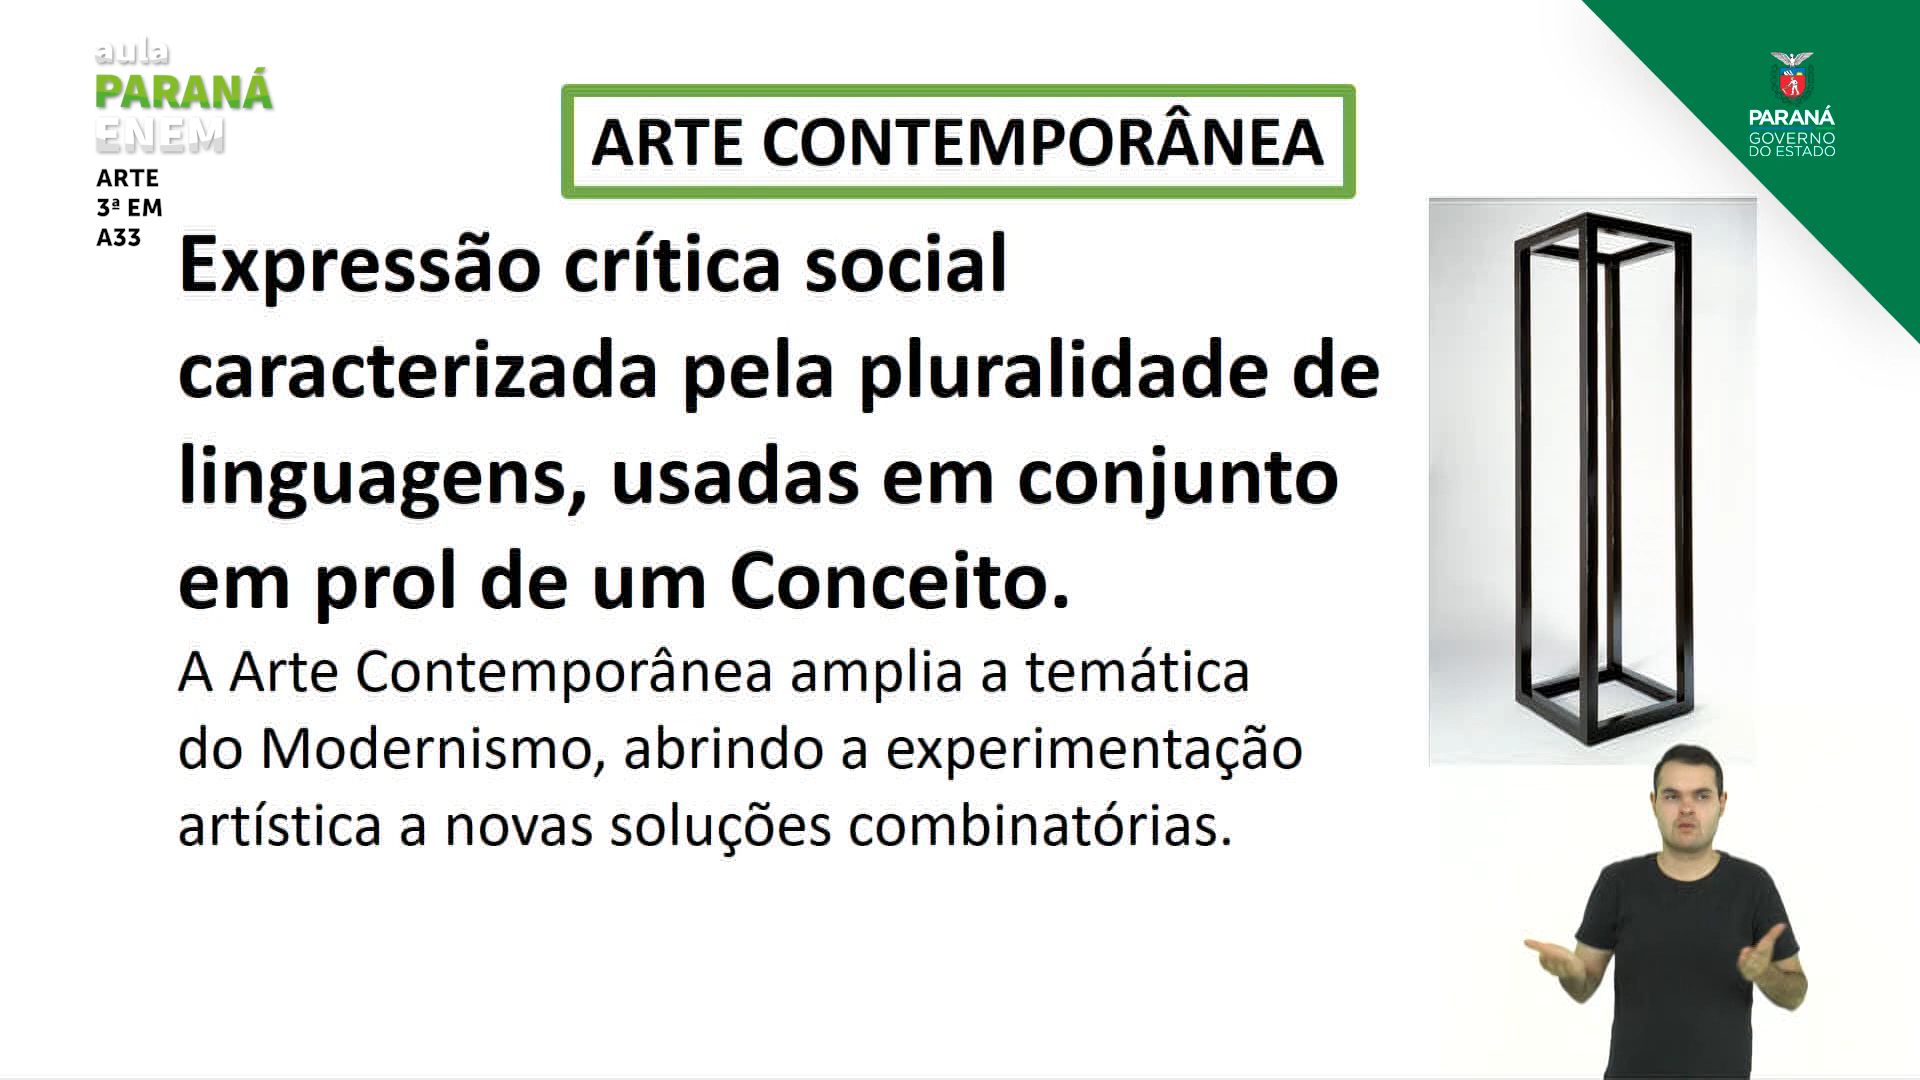 aula
PARANÁ
ENEM
ARTE
3ª EM
A33
ARTE CONTEMPORÂNEA
PARANÁ
GOVERNO
DO ESTADO
Expressão crítica social
caracterizada pela pluralidade de
linguagens, usadas em conjunto
em prol de um Conceito.
A Arte Contemporânea amplia a temática
do Modernismo, abrindo a experimentação
artística a novas soluções combinatórias.